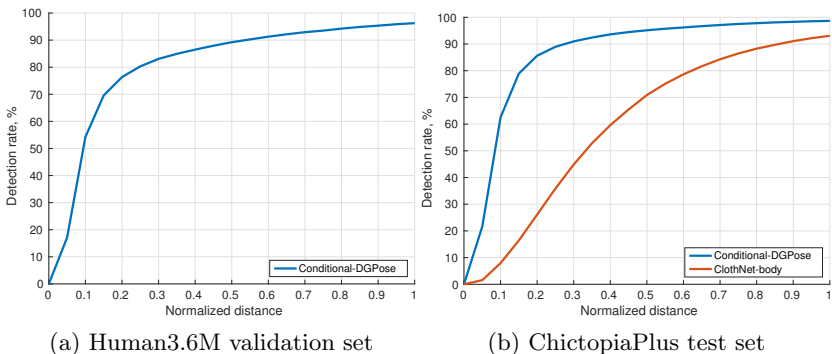 100
90
80
70
60
50
40
30
20
10
0
Detection rate, %
0 0.1 0.2 0.3 0.4 0.5 0.6 0.7 0.8 0.9 1
Normalized distance
Conditional-DGPose
(a) Human3.6M validation set
100
90
80
70
60
50
40
30
20
10
0
Detection rate, %
0 0.1 0.2 0.3 0.4 0.5 0.6 0.7 0.8 0.9 1
Normalized distance
Conditional-DGPose
ClothNet-body
(b) ChictopiaPlus test set